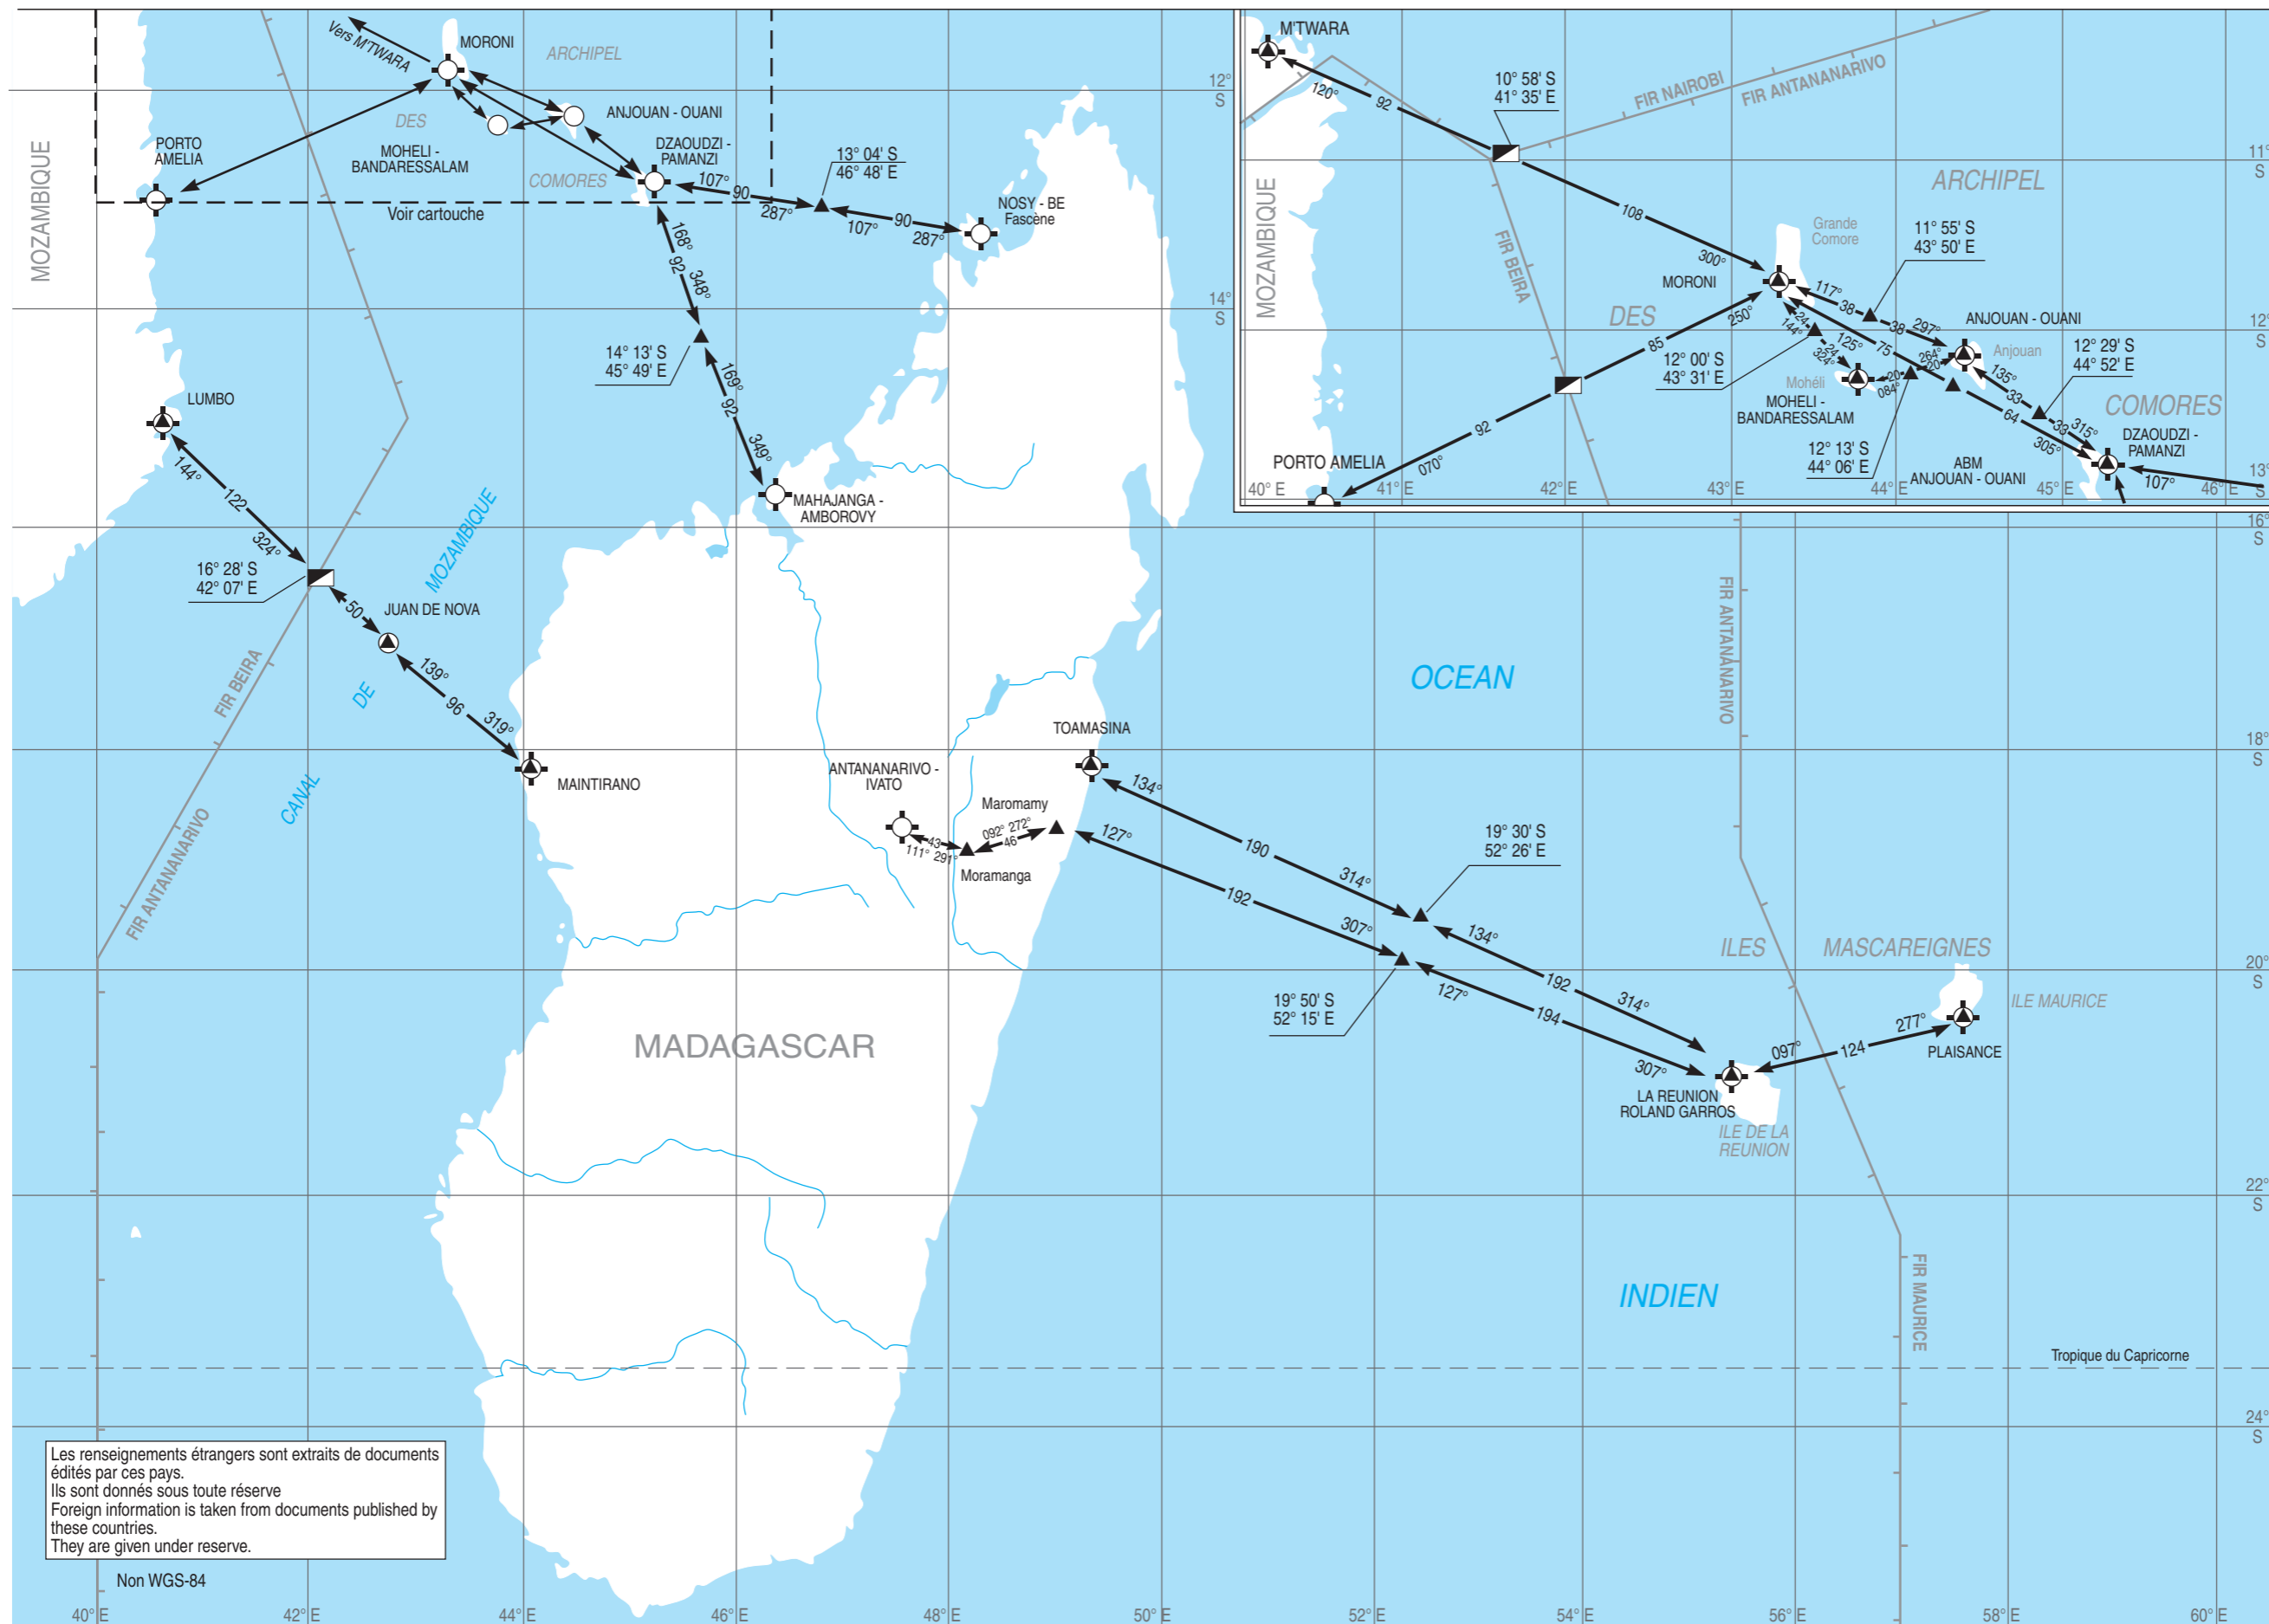 Vers M'TWARA
MORONI
ARCHIPEL
DES
COMORES
ANJOUAN - OUANI
MOHELI -
BANDARESSALAM
DZAOUDZI -
PAMANZI
PORTO
AMELIA
MOZAMBIQUE
Voir cartouche
107°
90
287°
13° 04' S
46° 48' E
107°
90
287°
NOSY - BE
Fascène
12°
S
14°
S
168°
92
348°
14° 13' S
45° 49' E
169°
92
349°
MAHAJANGA -
AMBOROVY
LUMBO
144°
122
324°
16° 28' S
42° 07' E
50
JUAN DE NOVA
139°
96
319°
MAINTIRANO
FIR BEIRA
FIR ANTANANARIVO
CANAL
DE
MOZAMBIQUE
M'TWARA
120°
92
10° 58' S
41° 35' E
FIR NAIROBI
FIR ANTANANARIVO
11°
S
ARCHIPEL
MOZAMBIQUE
FIR BEIRA
108
300°
Grande
Comore
11° 55' S
43° 50' E
MORONI
117°
38
38
297°
DES
250°
85
24
144°
24
324°
125°
75
ANJOUAN - OUANI
Anjouan
12°
S
12° 00' S
43° 31' E
264°
20
20
084°
Mohéli
MOHELI -
BANDARESSALAM
135°
33
33
315°
12° 29' S
44° 52' E
COMORES
64
305°
DZAOUDZI -
PAMANZI
12° 13' S
44° 06' E
ABM
ANJOUAN - OUANI
92
070°
PORTO AMELIA
107°
13°
S
40° E
41°E
42°E
43°E
44°E
45°E
46°E
16°
S
FIR ANTANANARIVO
OCEAN
TOAMASINA
18°
S
ANTANANARIVO -
IVATO
Maromamy
43
111° 291°
092° 272°
46
Moramanga
134°
190
314°
127°
192
307°
19° 30' S
52° 26' E
134°
192
314°
19° 50' S
52° 15' E
127°
194
307°
ILES
MASCAREIGNES
20°
S
ILE MAURICE
277°
124
097°
PLAISANCE
LA REUNION
ROLAND GARROS
ILE DE LA
REUNION
MADAGASCAR
22°
S
INDIEN
FIR MAURICE
Tropique du Capricorne
24°
S
Les renseignements étrangers sont extraits de documents
édités par ces pays.
Ils sont donnés sous toute réserve
Foreign information is taken from documents published by
these countries.
They are given under reserve.
Non WGS-84
40°E
42°E
44°E
46°E
48°E
50°E
52°E
54°E
56°E
58°E
60°E